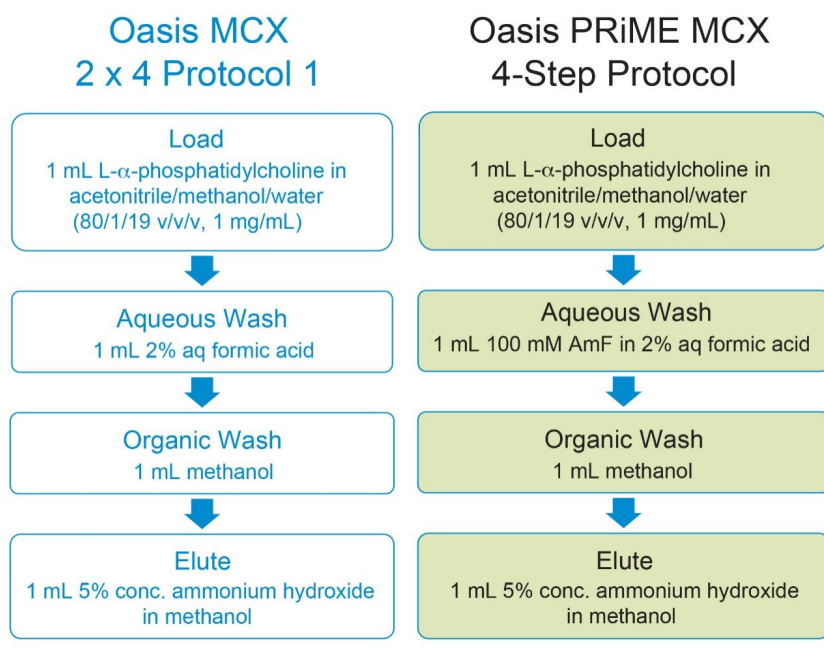 Oasis MCX
2 x 4 Protocol 1
Load
1 mL L-α-phosphatidylcholine in
acetonitrile/methanol/water
(80/1/19 v/v/v, 1 mg/mL)
Aqueous Wash
1 mL 2% aq formic acid
Organic Wash
1 mL methanol
Elute
1 mL 5% conc. ammonium hydroxide
in methanol
Oasis PRiME MCX
4-Step Protocol
Load
1 mL L-α-phosphatidylcholine in
acetonitrile/methanol/water
(80/1/19 v/v/v, 1 mg/mL)
Aqueous Wash
1 mL 100 mM AmF in 2% aq formic acid
Organic Wash
1 mL methanol
Elute
1 mL 5% conc. ammonium hydroxide
in methanol